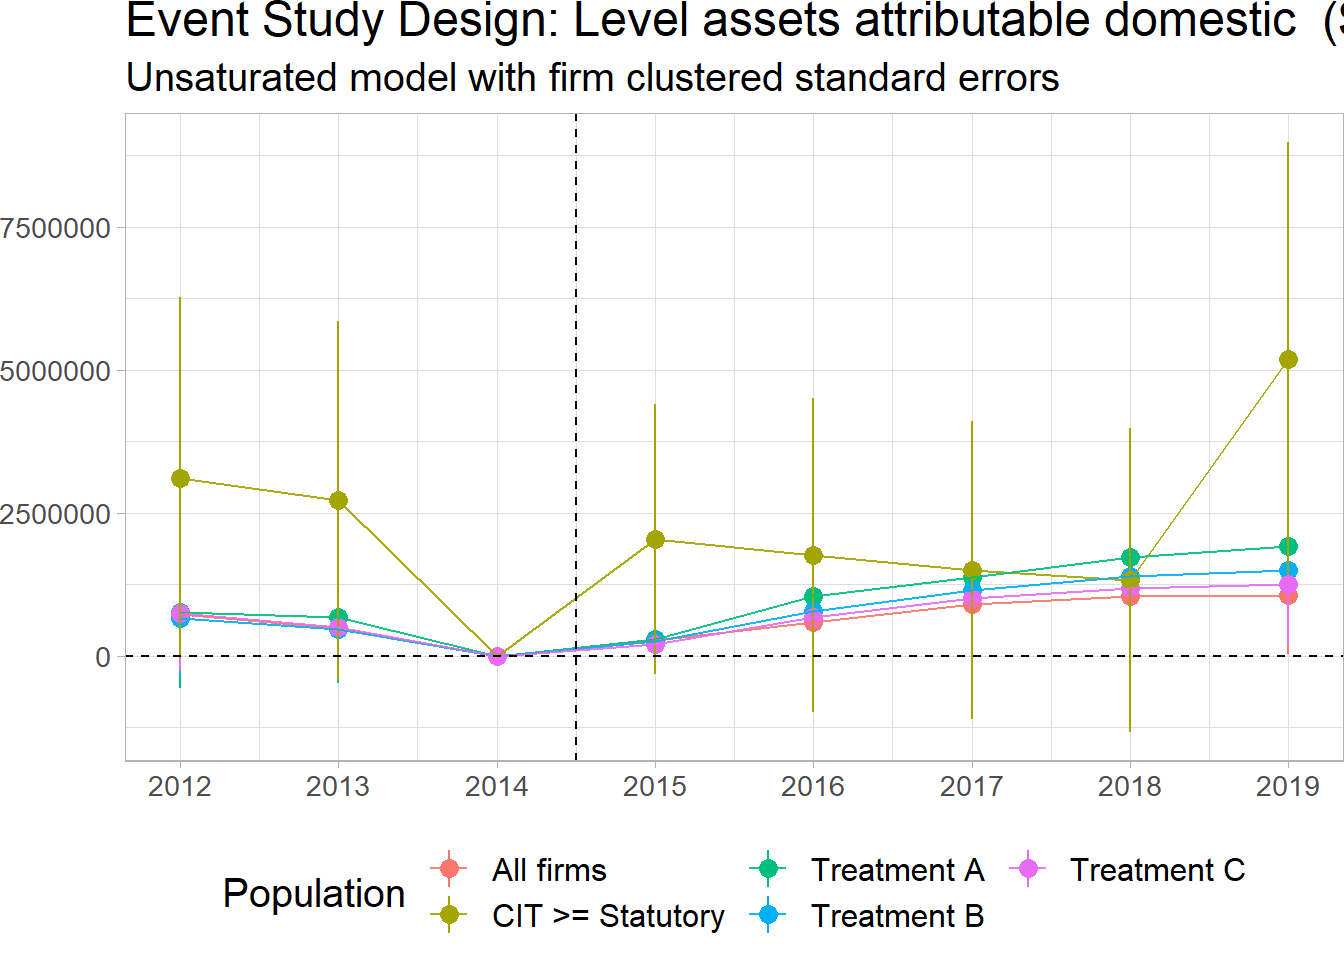 Event Study Design: Level assets attributable domestic (S
Unsaturated model with firm clustered standard errors
7500000
5000000
2500000
0
2012 2013 2014 2015 2016 2017 2018 2019
Population
All firms Treatment A Treatment C
CIT >= Statutory Treatment B